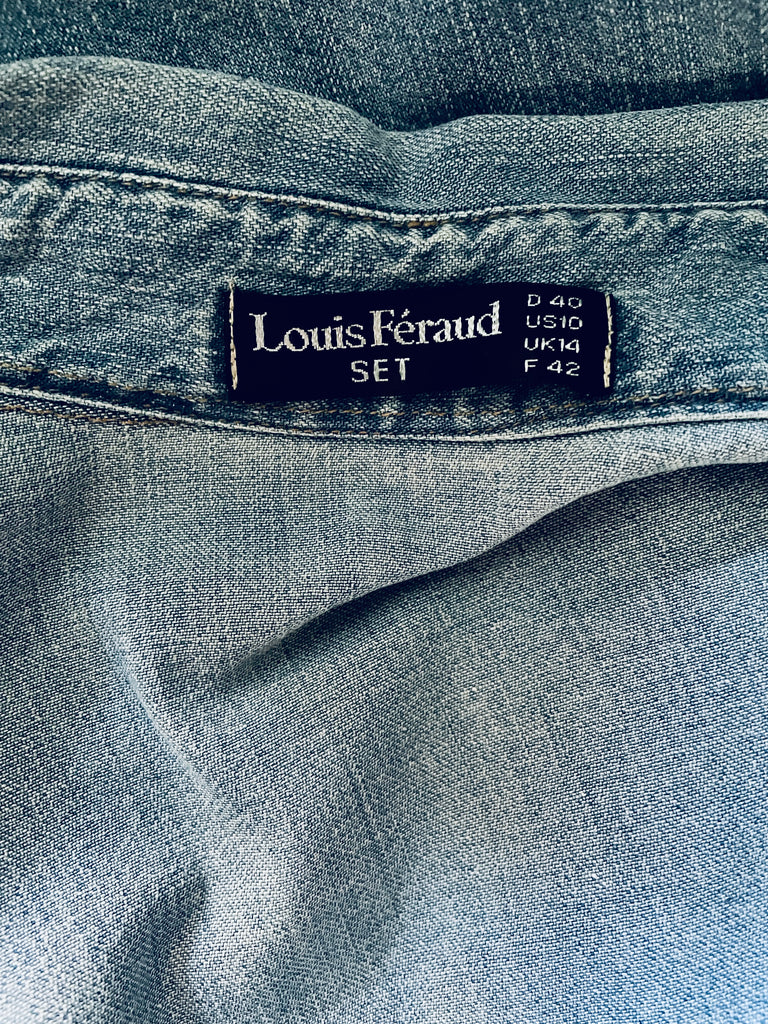 Louis Féraud
SET
D 40
US10
UK14
F 42